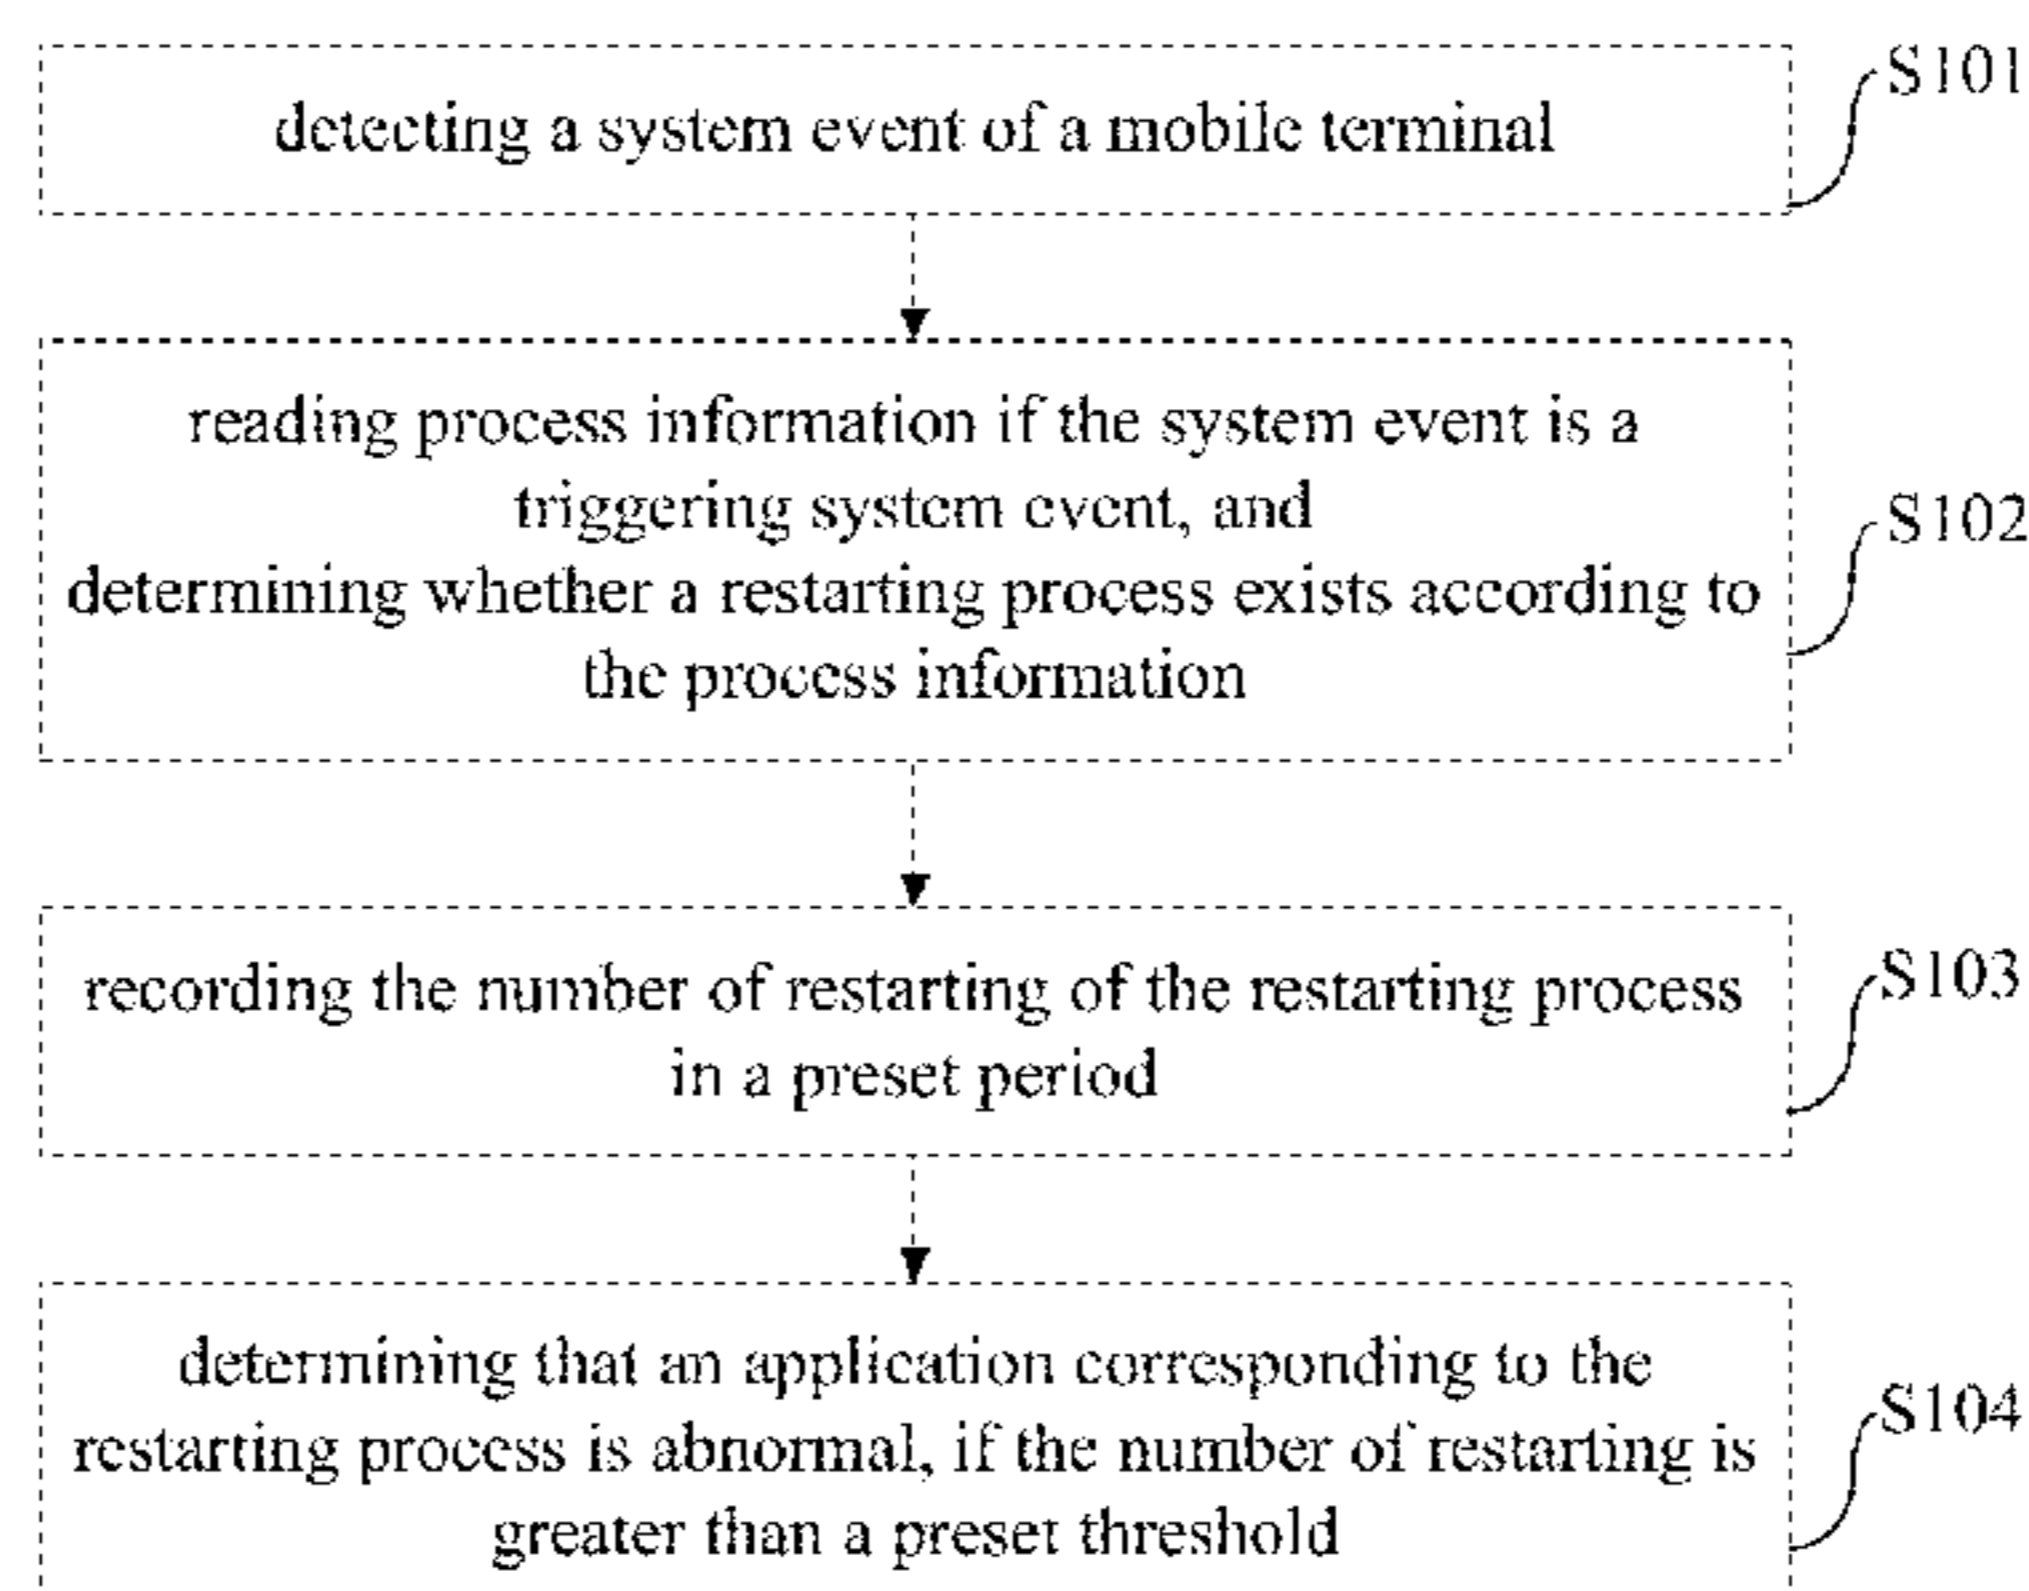 detecting a system event of a mobile terminal
S101
reading process information if the system event is a
triggering system event, and
determining whether a restarting process exists according to
the process information
S102
recording the number of restarting of the restarting process
in a preset period
S103
determining that an application corresponding to the
restarting process is abnormal, if the number of restarting is
greater than a preset threshold
S104